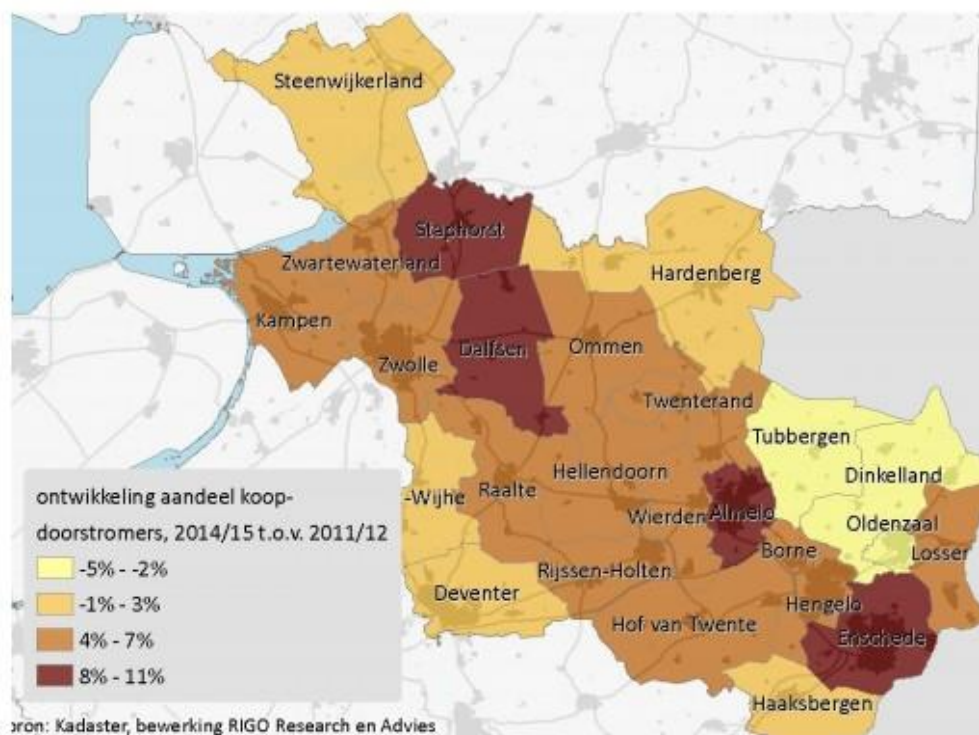 Steenwijkerland
Staphorst
Zwartewaterland
Hardenberg
Kampen
Dalfsen
Ommen
Zwolle
Twenterand
Tubbergen
Hellendoorn
Dinkelland
-Wijhe
Raalte
Wierden
Almelo
Oldenzaal
Borne
Losser
Rijssen-Holten
Deventer
Hengelo
Hof van Twente
Enschede
Haaksbergen
ontwikkeling aandeel koop-
doorstromers, 2014/15 t.o.v. 2011/12
-5% - -2%
-1% - 3%
4% - 7%
8% - 11%
oron: Kadaster, bewerking RIGO Research en Advies